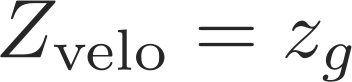 Z_velo = z_g